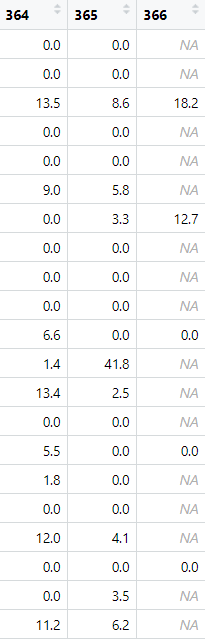 364 365 366
0.0 0.0 NA
0.0 0.0 NA
13.5 8.6 18.2
0.0 0.0 NA
0.0 0.0 NA
9.0 5.8 NA
0.0 3.3 12.7
0.0 0.0 NA
0.0 0.0 NA
0.0 0.0 NA
6.6 0.0 0.0
1.4 41.8 NA
13.4 2.5 NA
0.0 0.0 NA
5.5 0.0 0.0
1.8 0.0 NA
0.0 0.0 NA
12.0 4.1 NA
0.0 0.0 0.0
0.0 3.5 NA
11.2 6.2 NA